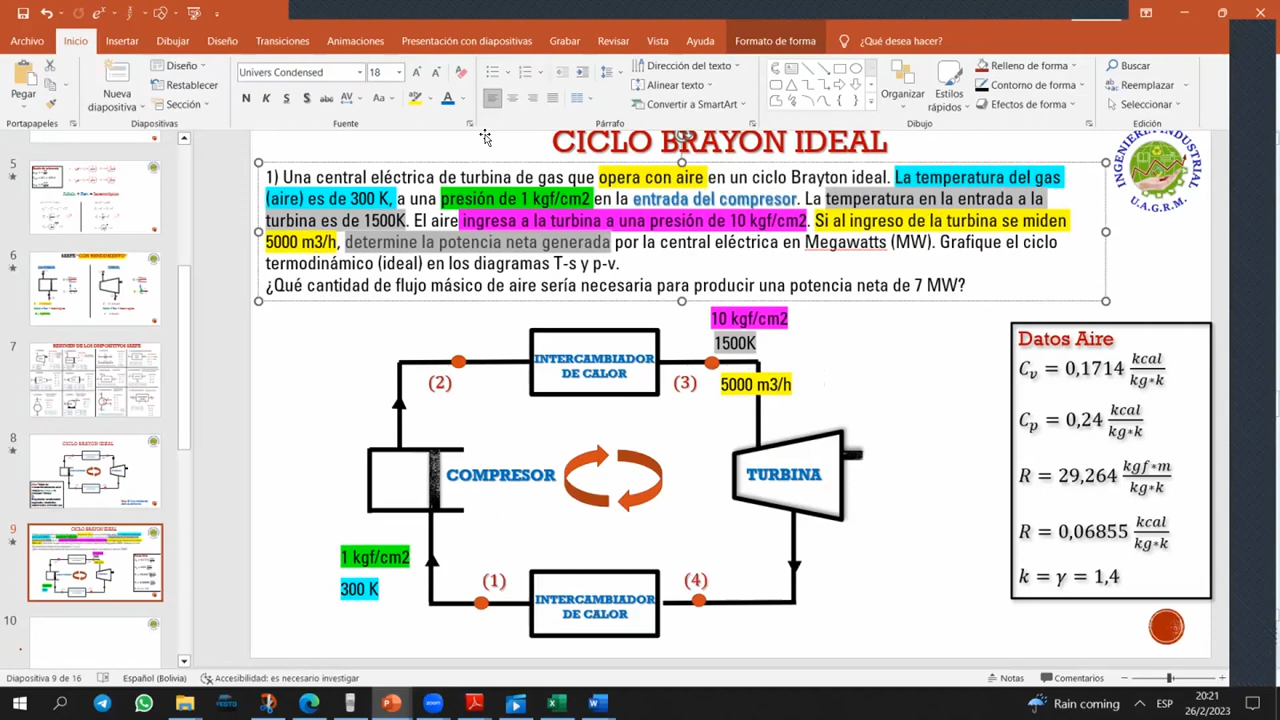 Archivo Inicio Insertar Dibujar Diseño Transiciones Animaciones Presentación con diapositivas Grabar Revisar Vista Ayuda Formato de forma ¿Qué desea hacer?
Pegar
Portapapeles
Nueva
diapositiva
Diseño
Restablecer
Sección
Diapositivas
Univers Condensed 18
N K S S abc AV Aa A
Fuente
Dirección del texto
Alinear texto
Convertir a SmartArt
Párrafo
Organizar
Estilos
rápidos
Relleno de forma
Contorno de forma
Efectos de forma
Dibujo
Buscar
Reemplazar
Seleccionar
Edición
5
6
8
9
10
CICLO BRAYON IDEAL
INGENIERÍA INDUSTRIAL
U.A.G.R.M.
1) Una central eléctrica de turbina de gas que opera con aire en un ciclo Brayton ideal. La temperatura del gas
(aire) es de 300 K, a una presión de 1 kgf/cm2 en la entrada del compresor. La temperatura en la entrada a la
turbina es de 1500K. El aire ingresa a la turbina a una presión de 10 kgf/cm2. Si al ingreso de la turbina se miden
5000 m3/h, determine la potencia neta generada por la central eléctrica en Megawatts (MW). Grafique el ciclo
termodinámico (ideal) en los diagramas T-s y p-v.
¿Qué cantidad de flujo másico de aire sería necesaria para producir una potencia neta de 7 MW?
10 kgf/cm2
1500K
INTERCAMBIADOR
DE CALOR
(2)
(3)
5000 m3/h
COMPRESOR
TURBINA
1 kgf/cm2
300 K
(1)
(4)
INTERCAMBIADOR
DE CALOR
Datos Aire
Cv = 0,1714 kcal/kg∗k
Cp = 0,24 kcal/kg∗k
R = 29,264 kgf∗m/kg∗k
R = 0,06855 kcal/kg∗k
k = γ = 1,4
Diapositiva 9 de 16 Español (Bolivia) Accesibilidad: es necesario investigar Notas Comentarios
Rain coming ESP 20:21
26/2/2023